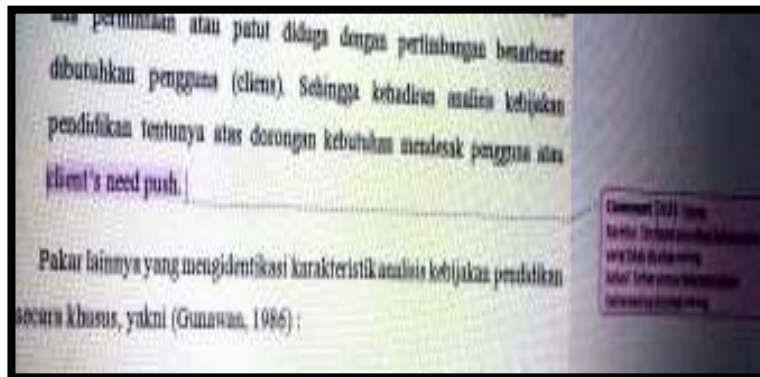 ada permintaan atau patut diduga dengan pertimbangan benarbenar
dibutuhkan pengguna (client). Sehingga kehadiran analisa kebijakan
pendidikan tentunya atas dorongan kebutuhan mendesak pengguna atau
client's need push.
Pakar lainnya yang mengidentikasi karakteristik analisis kebijakan pendidikan
secara khusus, yakni (Gunawan, 1986) :
Comment